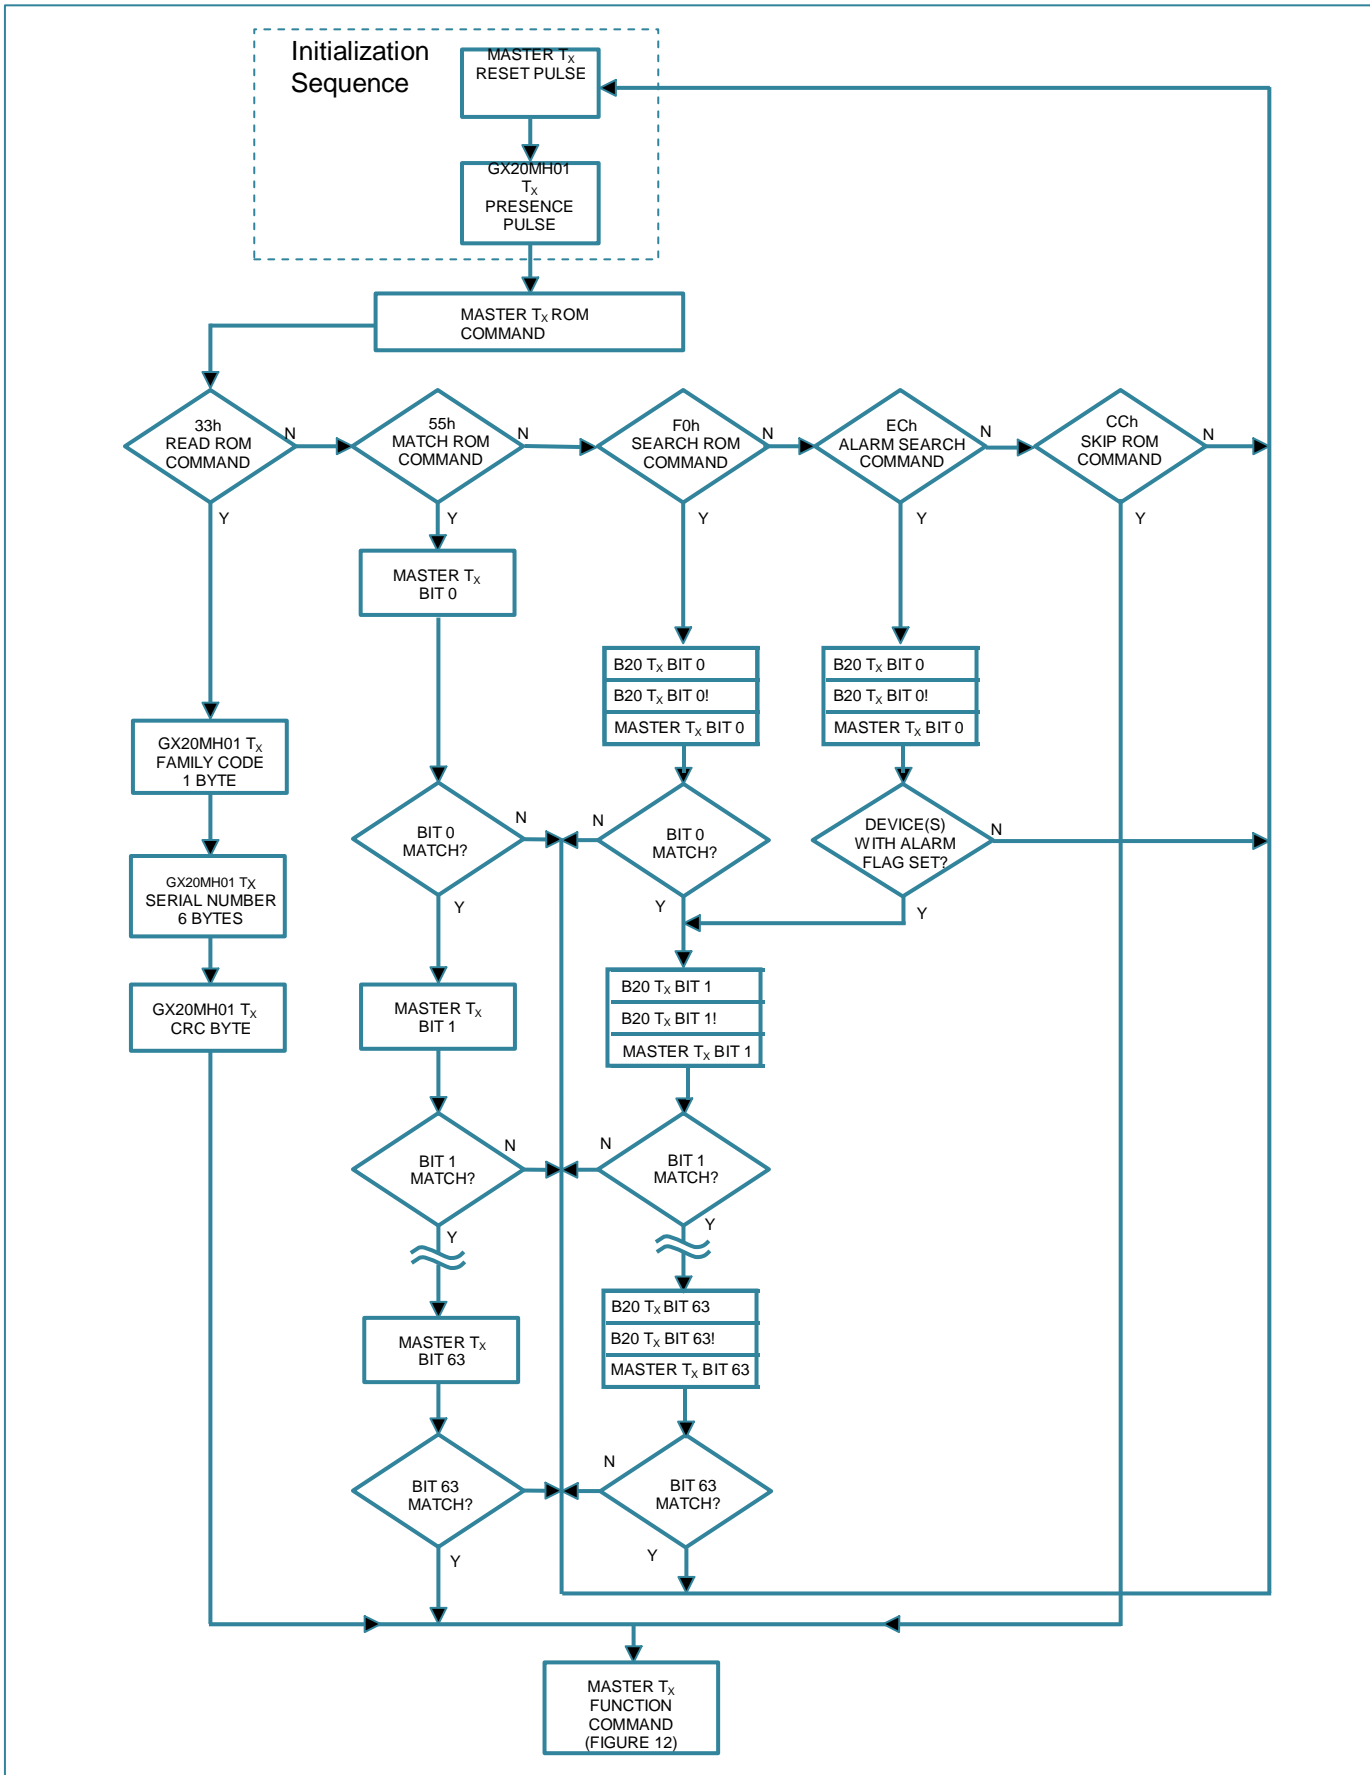 Initialization
Sequence
MASTER TX
RESET PULSE
GX20MH01
TX
PRESENCE
PULSE
MASTER TX ROM
COMMAND
33h
READ ROM
COMMAND
N
Y
55h
MATCH ROM
COMMAND
N
Y
F0h
SEARCH ROM
COMMAND
N
Y
ECh
ALARM SEARCH
COMMAND
N
Y
CCh
SKIP ROM
COMMAND
N
Y
GX20MH01 TX
FAMILY CODE
1 BYTE
GX20MH01 TX
SERIAL NUMBER
6 BYTES
GX20MH01 TX
CRC BYTE
MASTER TX
BIT 0
BIT 0
MATCH?
N
Y
MASTER TX
BIT 1
BIT 1
MATCH?
N
Y
MASTER TX
BIT 63
BIT 63
MATCH?
Y
B20 TX BIT 0
B20 TX BIT 0!
MASTER TX BIT 0
N
BIT 0
MATCH?
Y
B20 TX BIT 1
B20 TX BIT 1!
MASTER TX BIT 1
N
BIT 1
MATCH?
Y
B20 TX BIT 63
B20 TX BIT 63!
MASTER TX BIT 63
N
BIT 63
MATCH?
Y
B20 TX BIT 0
B20 TX BIT 0!
MASTER TX BIT 0
DEVICE(S)
WITH ALARM
FLAG SET?
N
Y
MASTER TX
FUNCTION
COMMAND
(FIGURE 12)